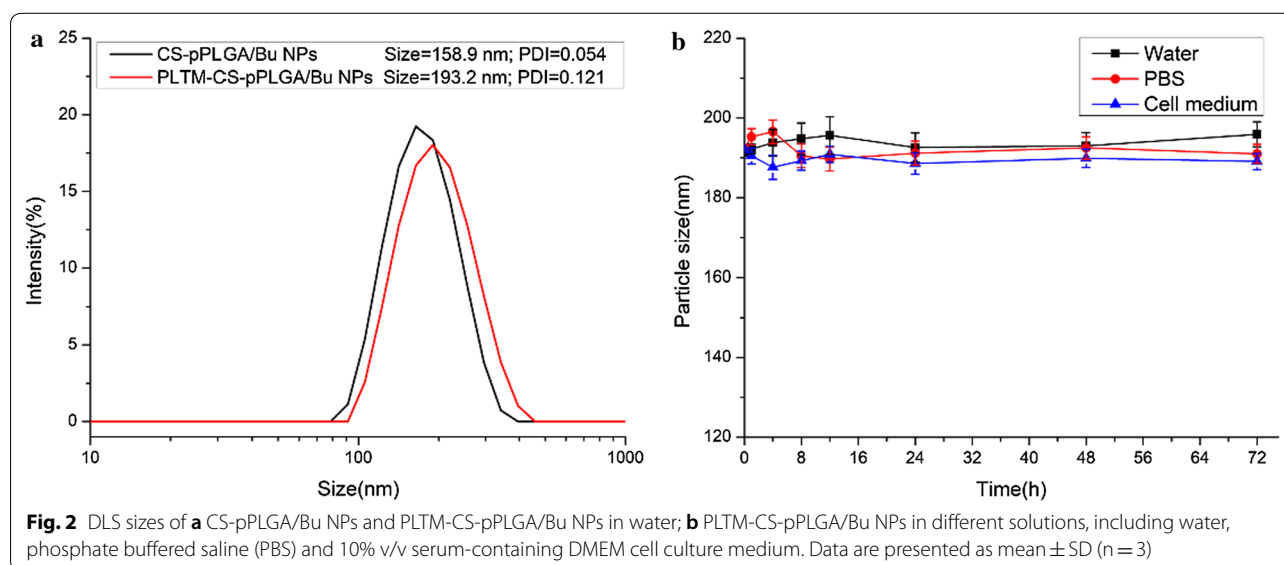 a
25
20
15
10
5
0
Intensity(%)
CS-pPLGA/Bu NPs Size=158.9 nm; PDI=0.054
PLTM-CS-pPLGA/Bu NPs Size=193.2 nm; PDI=0.121
10 100 1000
Size(nm)
b
220
200
180
160
140
120
Particle size(nm)
Water
PBS
Cell medium
0 8 16 24 32 40 48 56 64 72
Time(h)
Fig. 2 DLS sizes of a CS-pPLGA/Bu NPs and PLTM-CS-pPLGA/Bu NPs in water; b PLTM-CS-pPLGA/Bu NPs in different solutions, including water,
phosphate buffered saline (PBS) and 10% v/v serum-containing DMEM cell culture medium. Data are presented as mean ± SD (n = 3)